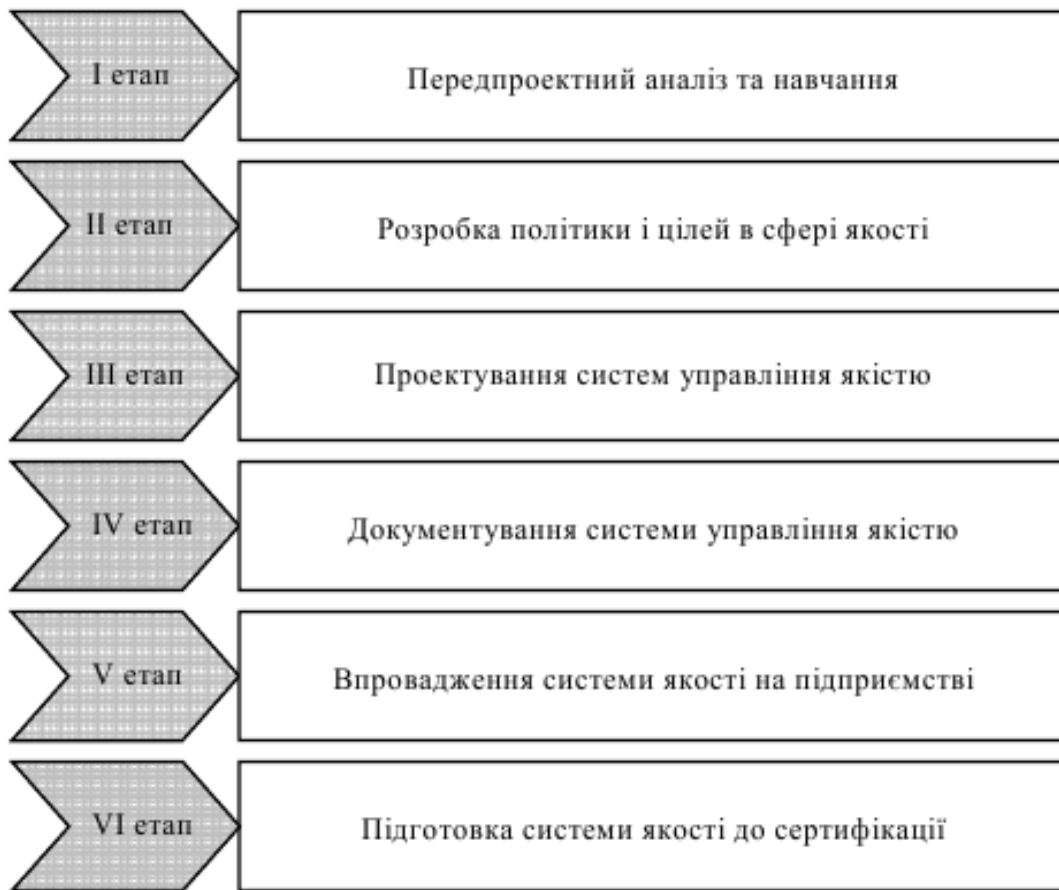 I етап
Передпроектний аналіз та навчання
II етап
Розробка політики і цілей в сфері якості
III етап
Проектування систем управління якістю
IV етап
Документування системи управління якістю
V етап
Впровадження системи якості на підприємстві
VI етап
Підготовка системи якості до сертифікації